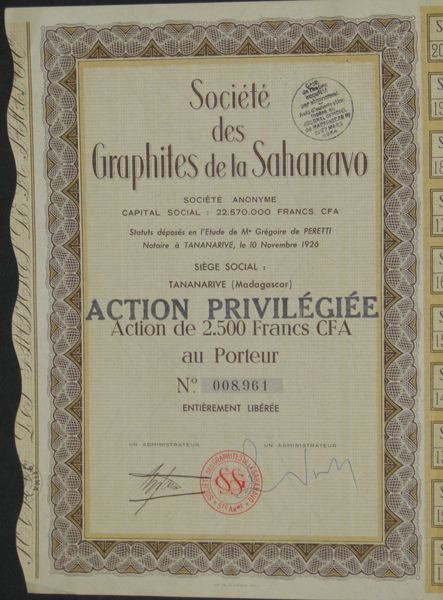 Société
des
Graphites de la Sahanavo
SOCIÉTÉ ANONYME
CAPITAL SOCIAL : 22.570.000 FRANCS CFA
Statuts déposés en l'Etude de Me Grégoire de PERETTI
Notaire à TANANARIVE, le 10 Novembre 1926
SIÈGE SOCIAL :
TANANARIVE (Madagascar)
ACTION PRIVILÉGIÉE
Action de 2.500 Francs CFA
au Porteur
No. 008,961
ENTIÈREMENT LIBÉRÉE
UN ADMINISTRATEUR
UN ADMINISTRATEUR